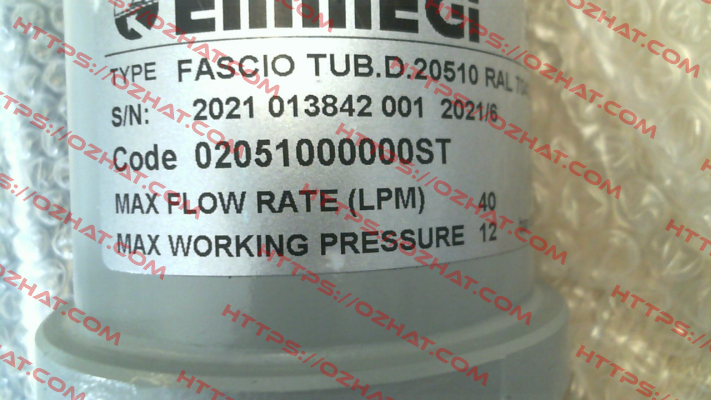 EmmeGi
TYPE FASCIO TUB.D.20510 RAL
S/N: 2021 013842 001 2021/6
Code 02051000000ST
MAX FLOW RATE (LPM) 40
MAX WORKING PRESSURE 12
HTTPS://OZHAT.COM